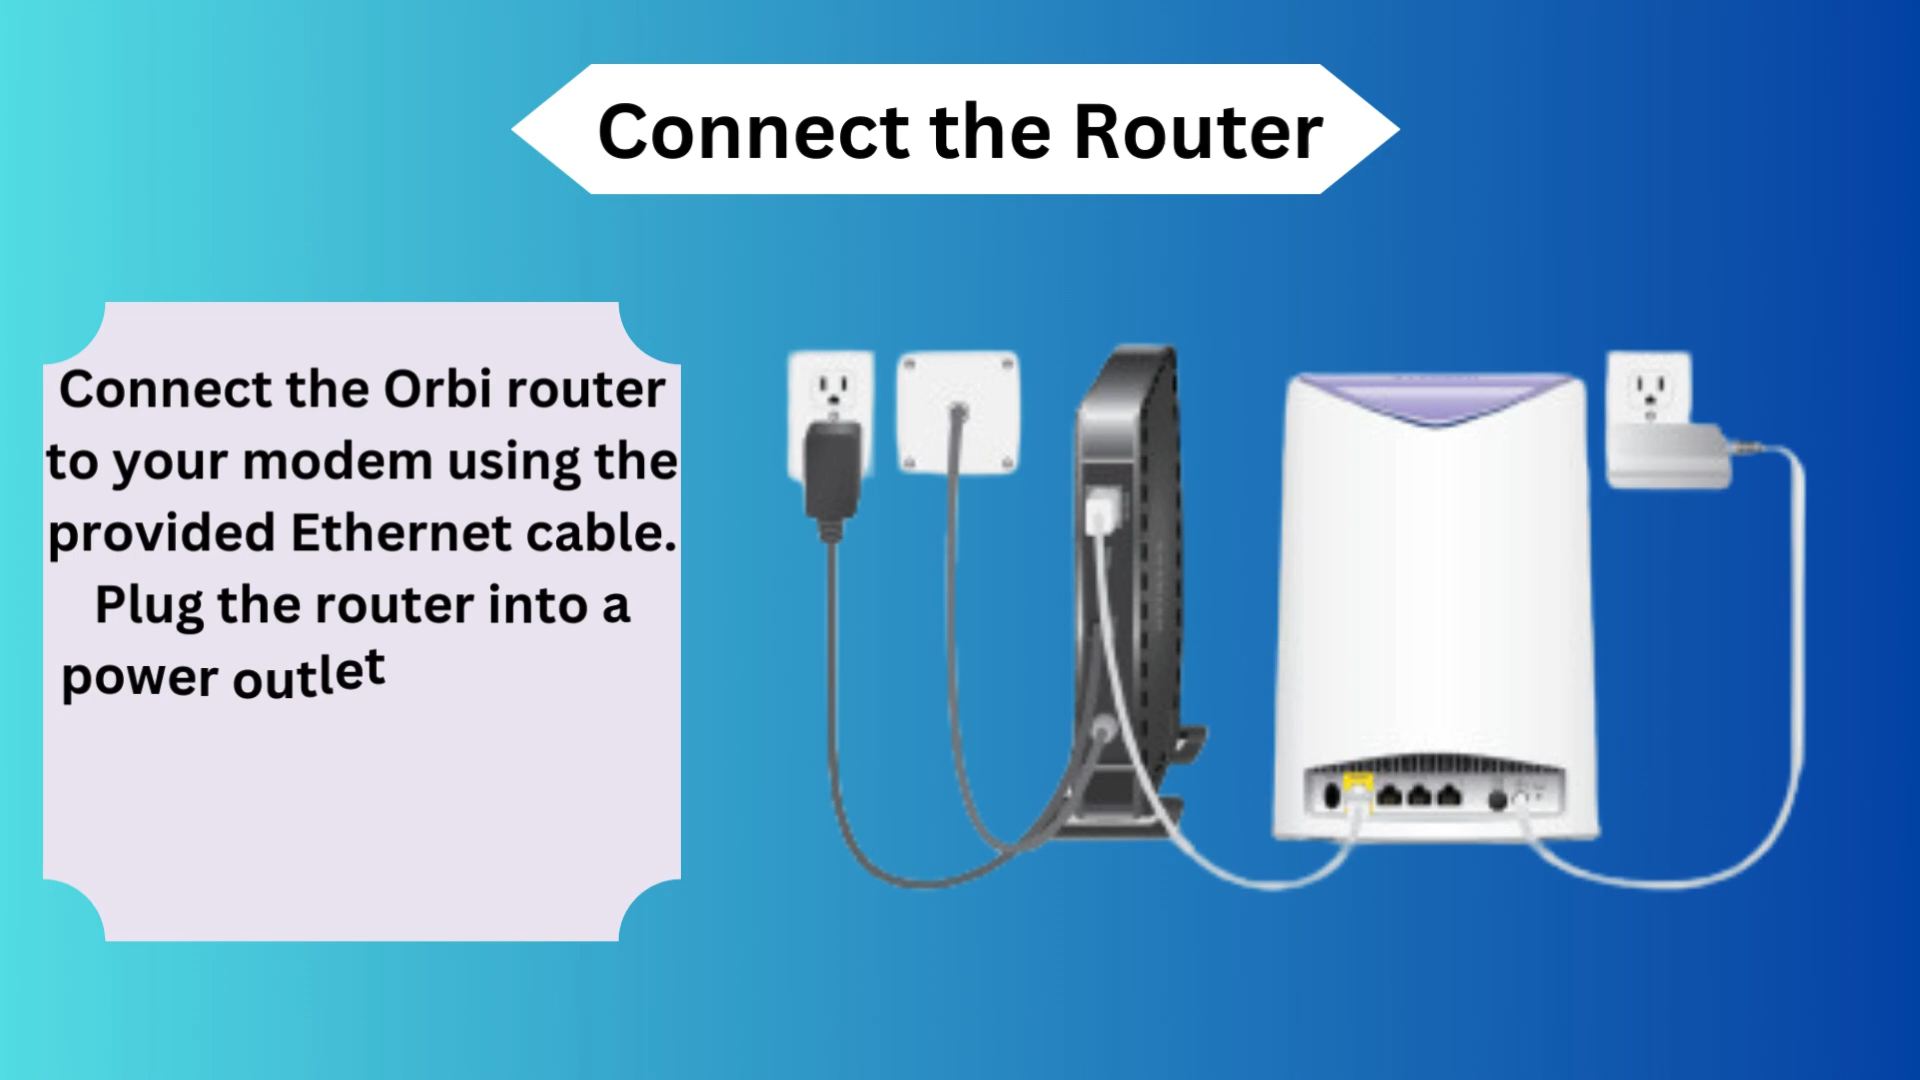 Connect the Router
Connect the Orbi router
to your modem using the
provided Ethernet cable.
Plug the router into a
power outlet